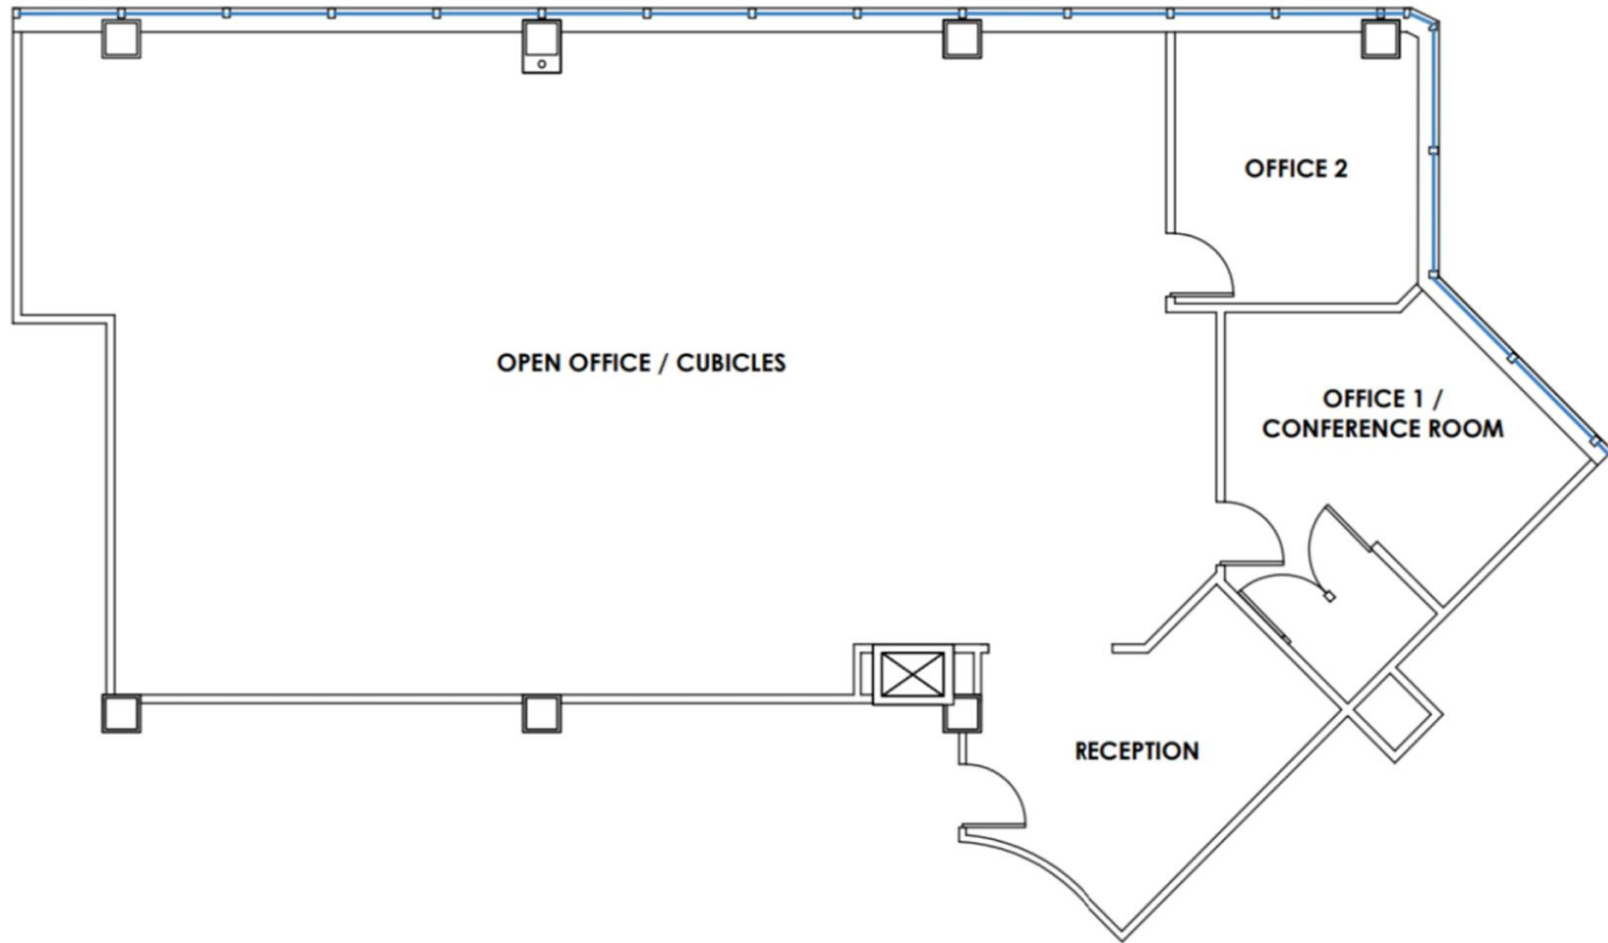 OFFICE 2
OPEN OFFICE / CUBICLES
OFFICE 1 /
CONFERENCE ROOM
RECEPTION